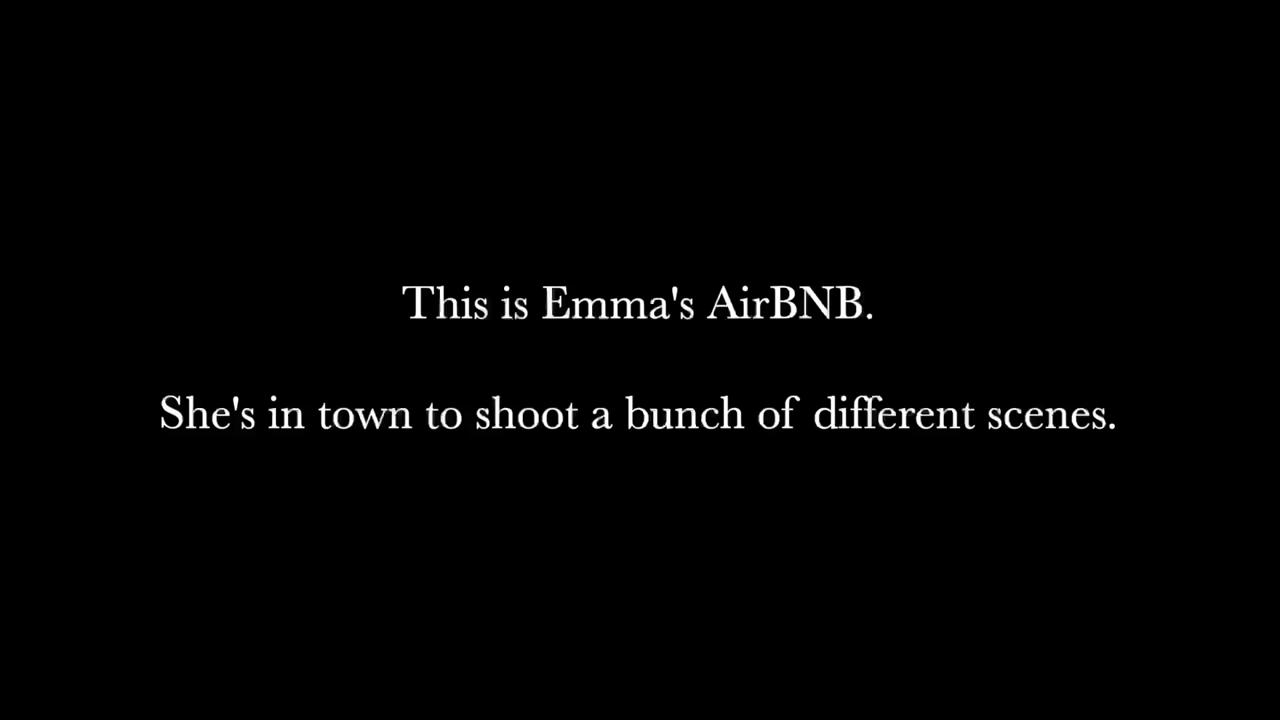 This is Emma's AirBNB.
She's in town to shoot a bunch of different scenes.